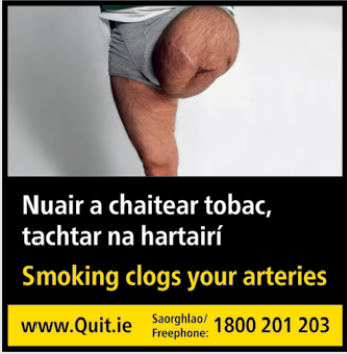 Nuair a chaitear tobac,
tachtar na hartairí
Smoking clogs your arteries
www.Quit.ie Saorghlao/ Freephone: 1800 201 203